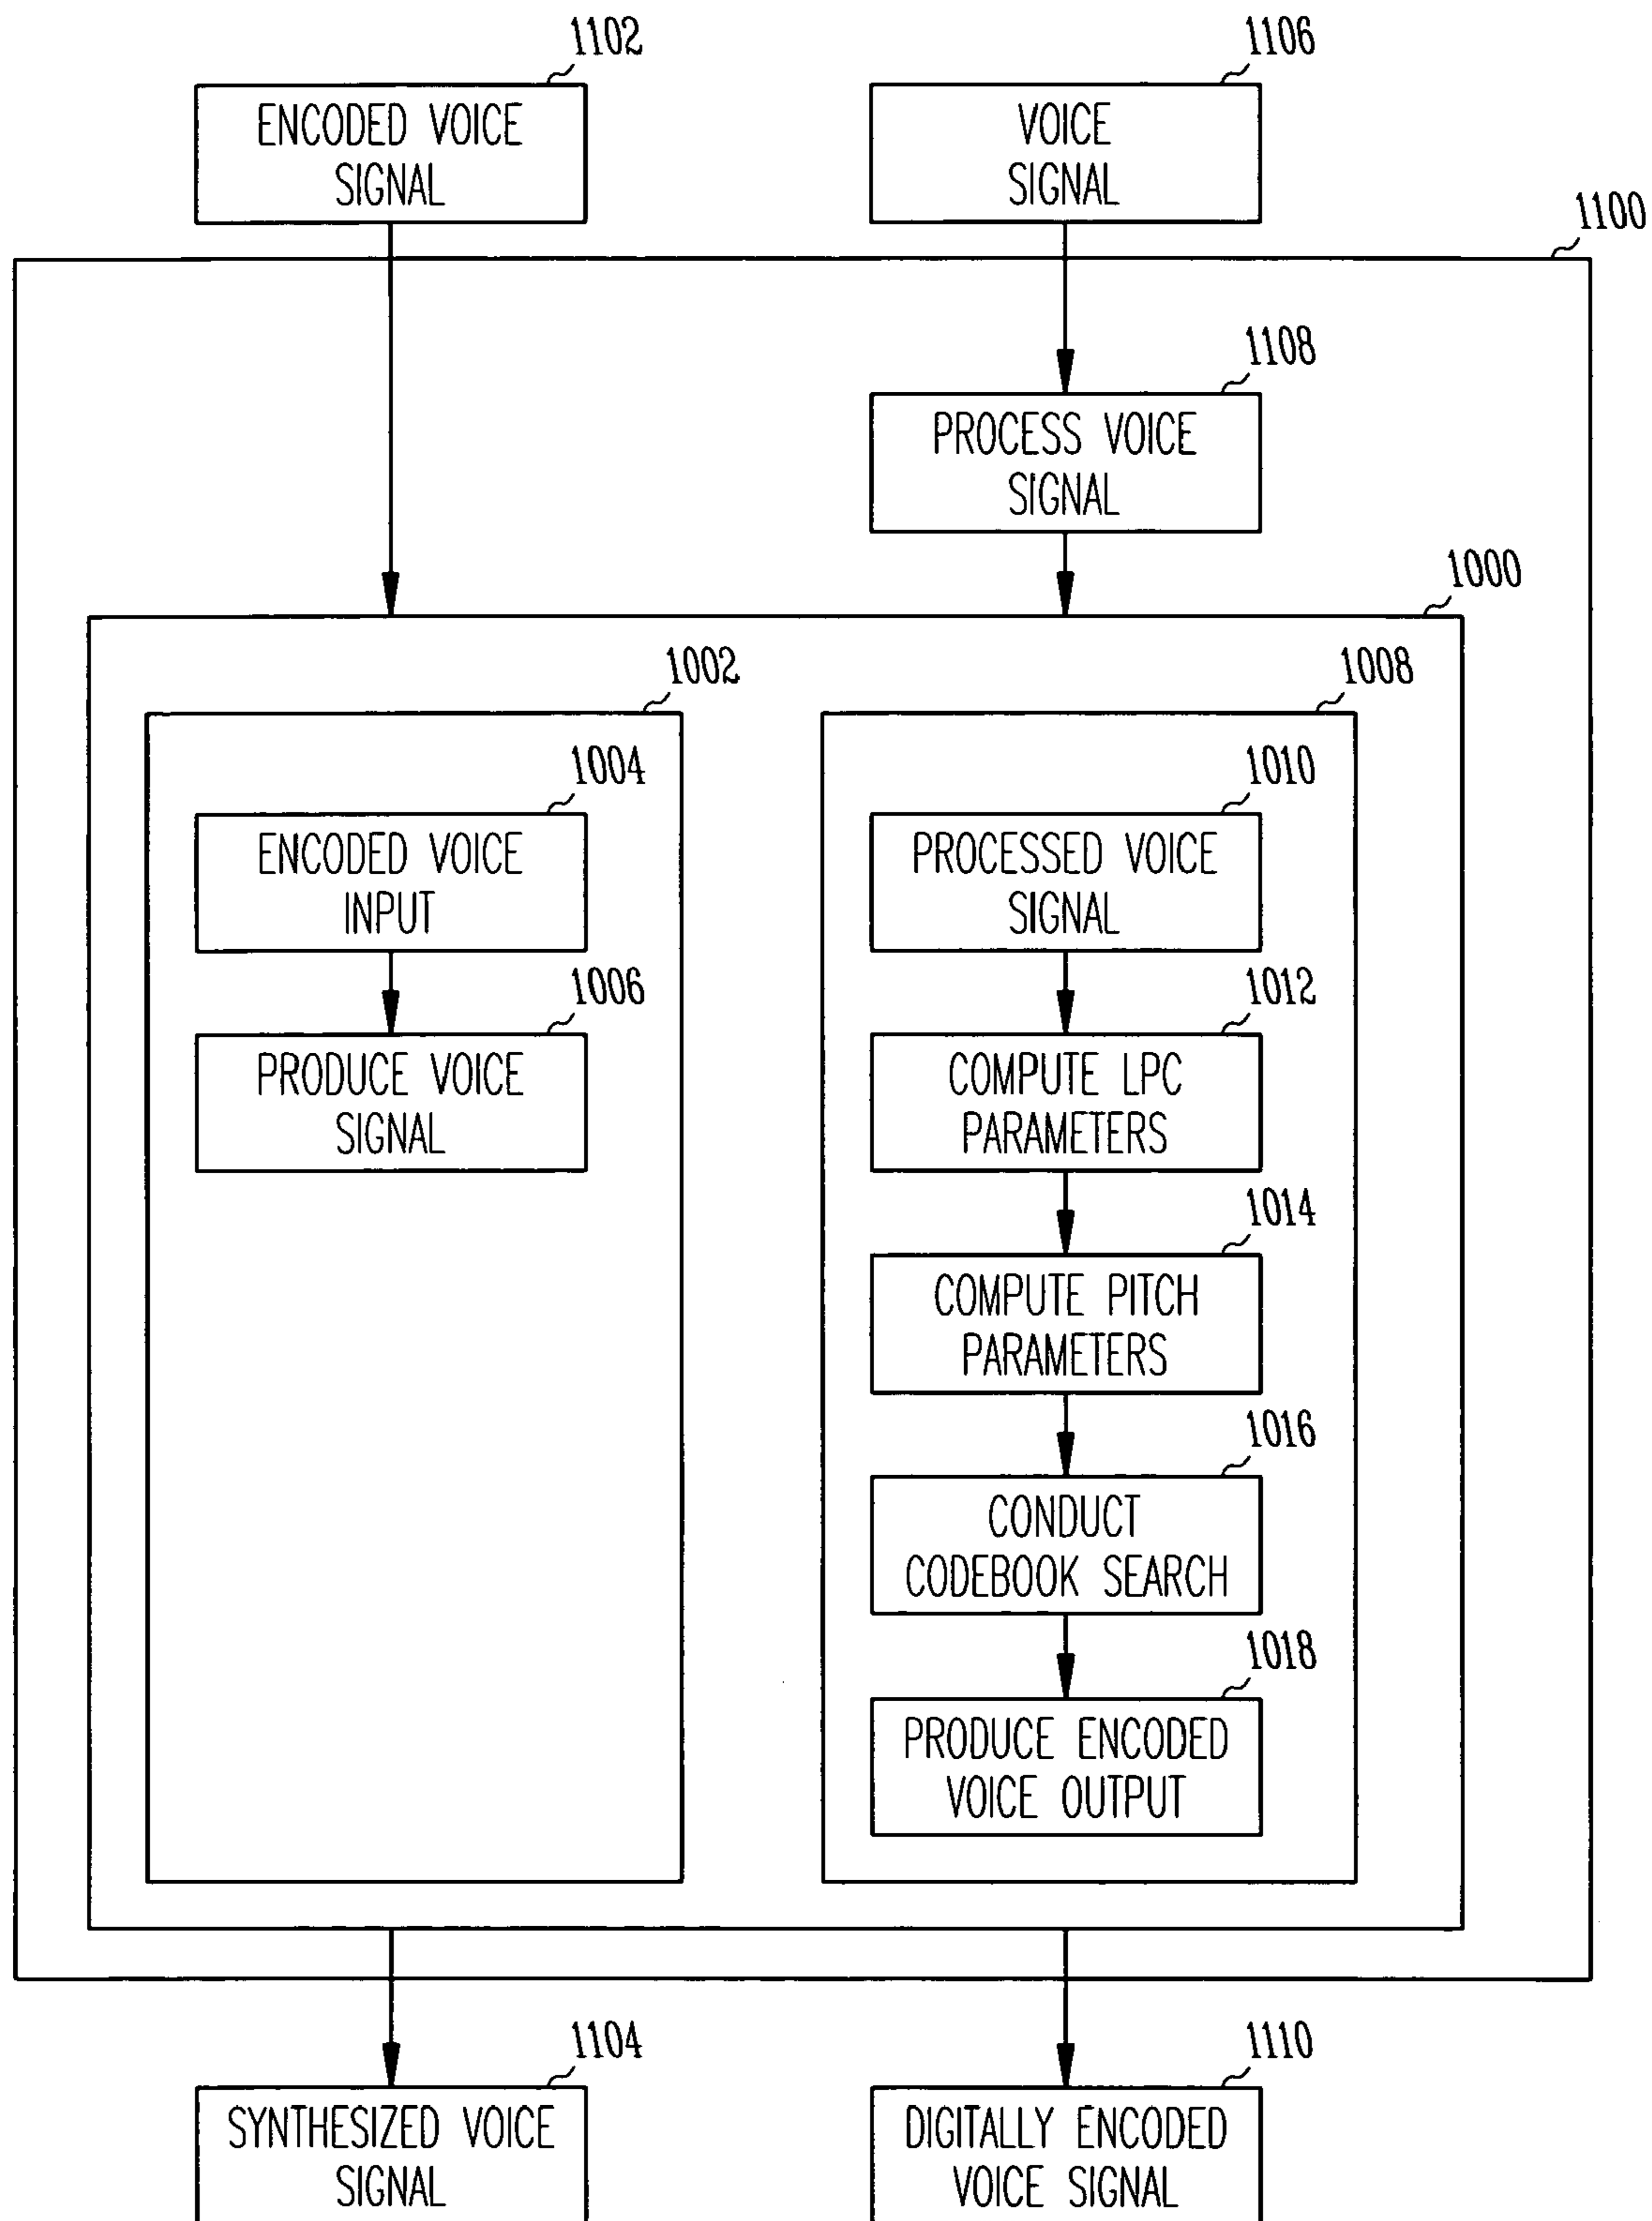 1102
ENCODED VOICE
SIGNAL
1106
VOICE
SIGNAL
1100
1108
PROCESS VOICE
SIGNAL
1000
1002
1004
ENCODED VOICE
INPUT
1006
PRODUCE VOICE
SIGNAL
1008
1010
PROCESSED VOICE
SIGNAL
1012
COMPUTE LPC
PARAMETERS
1014
COMPUTE PITCH
PARAMETERS
1016
CONDUCT
CODEBOOK SEARCH
1018
PRODUCE ENCODED
VOICE OUTPUT
1104
SYNTHESIZED VOICE
SIGNAL
1110
DIGITALLY ENCODED
VOICE SIGNAL